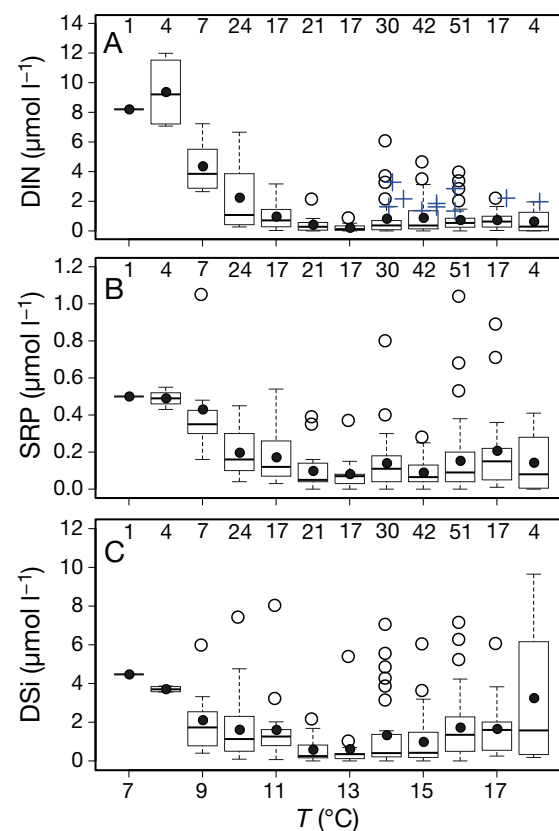 14 1 4 7 24 17 21 17 30 42 51 17 4
A
12
10
8
6
4
2
0
DIN (µmol l⁻¹)
1.2 1 4 7 24 17 21 17 30 42 51 17 4
B
1.0
0.8
0.6
0.4
0.2
0.0
SRP (µmol l⁻¹)
12 1 4 7 24 17 21 17 30 42 51 17 4
C
10
8
6
4
2
0
DSi (µmol l⁻¹)
7 9 11 13 15 17
T (°C)